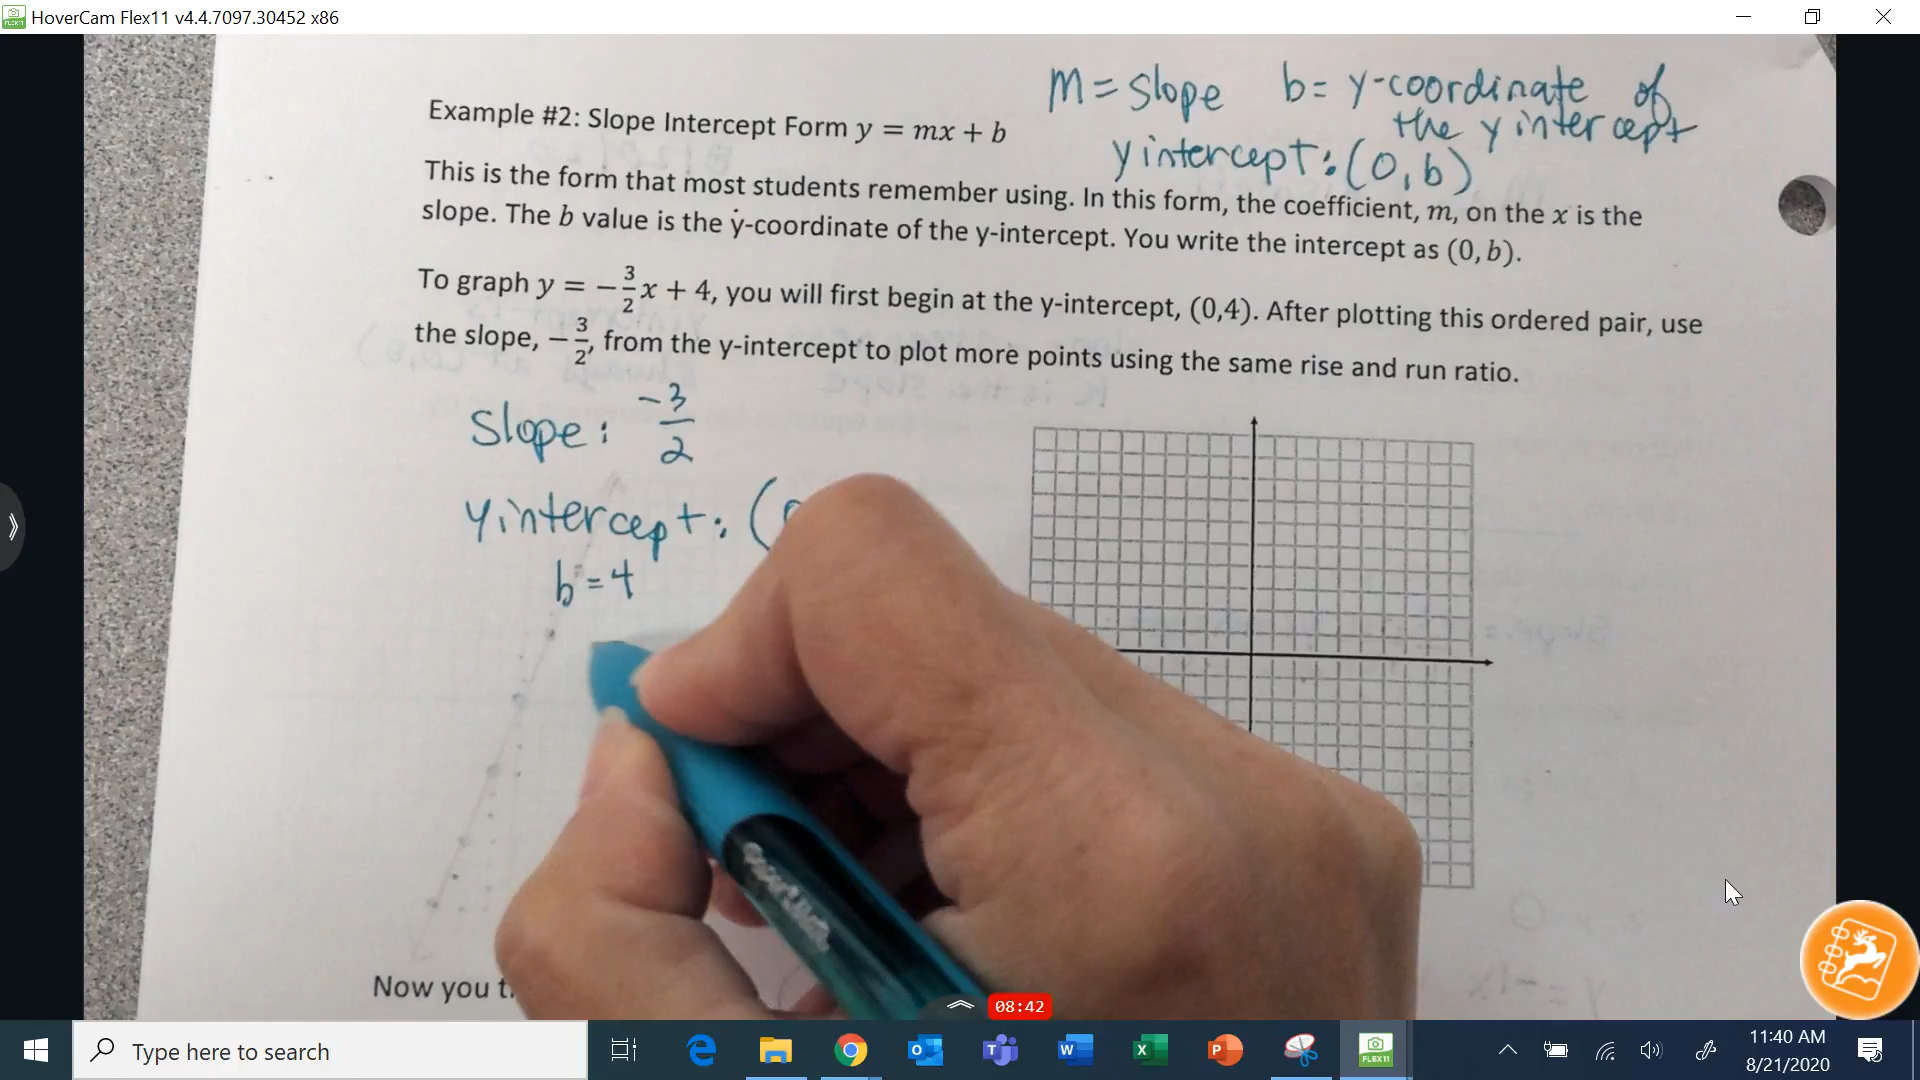 HoverCam Flex11 v4.4.7097.30452 x86
m = slope b = y-coordinate of
the y intercept
y intercept: (0, b)
Example #2: Slope Intercept Form y = mx + b
This is the form that most students remember using. In this form, the coefficient, m, on the x is the
slope. The b value is the y-coordinate of the y-intercept. You write the intercept as (0, b).
To graph y = −3/2x + 4, you will first begin at the y-intercept, (0,4). After plotting this ordered pair, use
the slope, −3/2, from the y-intercept to plot more points using the same rise and run ratio.
Slope: -3/2
y intercept: (
b = 4
Now you
08:42
Type here to search
11:40 AM
8/21/2020
FLEX11